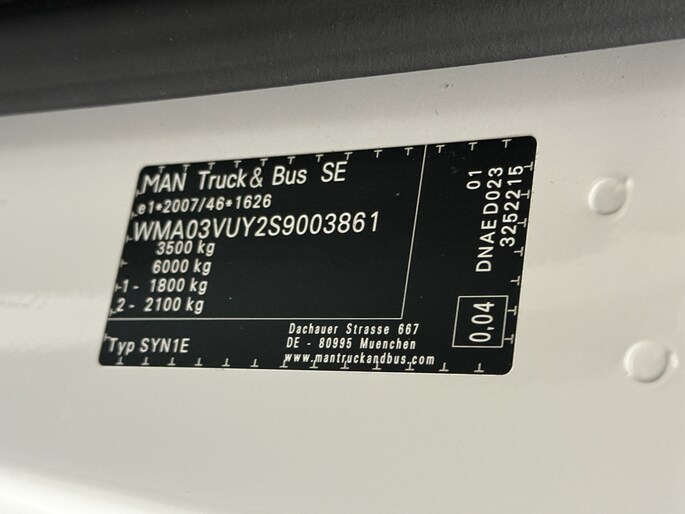 MAN Truck & Bus SE
e1*2007/46*1626
WMA03VUY2S9003861
3500 kg
6000 kg
1 - 1800 kg
2 - 2100 kg
Typ SYN1E
Dachauer Strasse 667
DE - 80995 Muenchen
www.mantruckandbus.com
01
DNAE D023
3252215
0,04